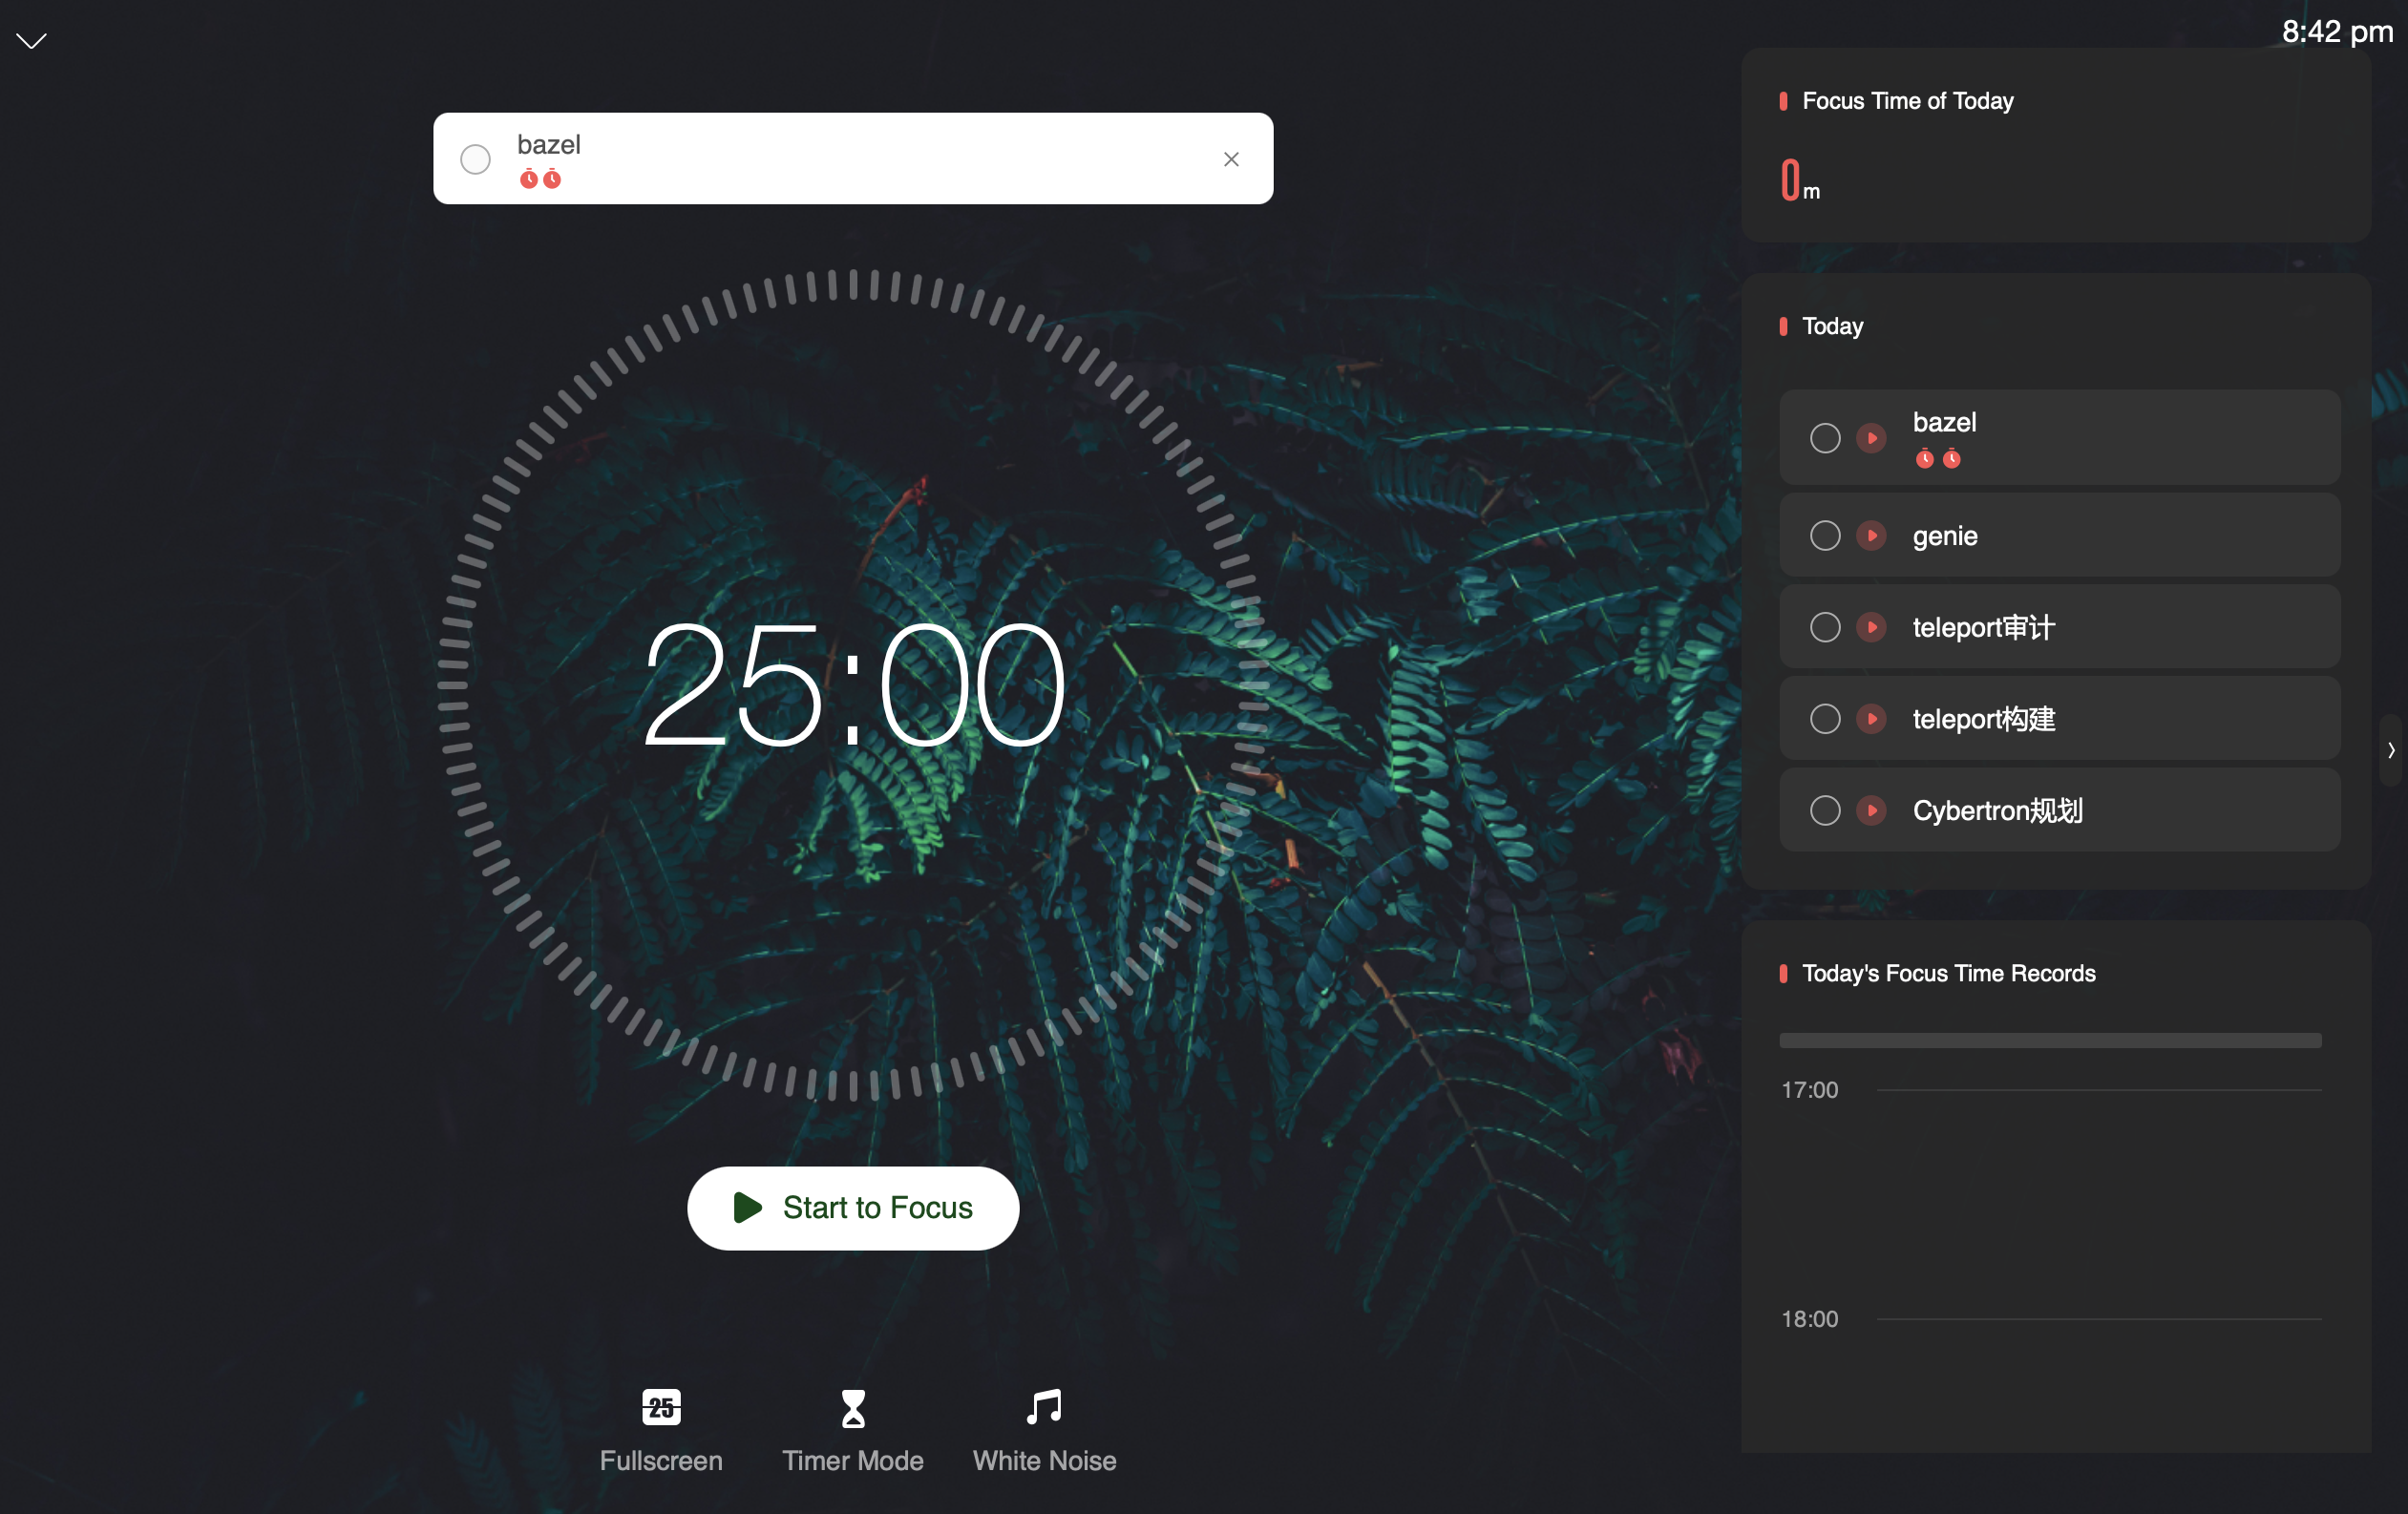 8:42 pm
bazel
25:00
Start to Focus
25
Fullscreen
Timer Mode
White Noise
Focus Time of Today
0m
Today
bazel
genie
teleport审计
teleport构建
Cybertron规划
Today's Focus Time Records
17:00
18:00